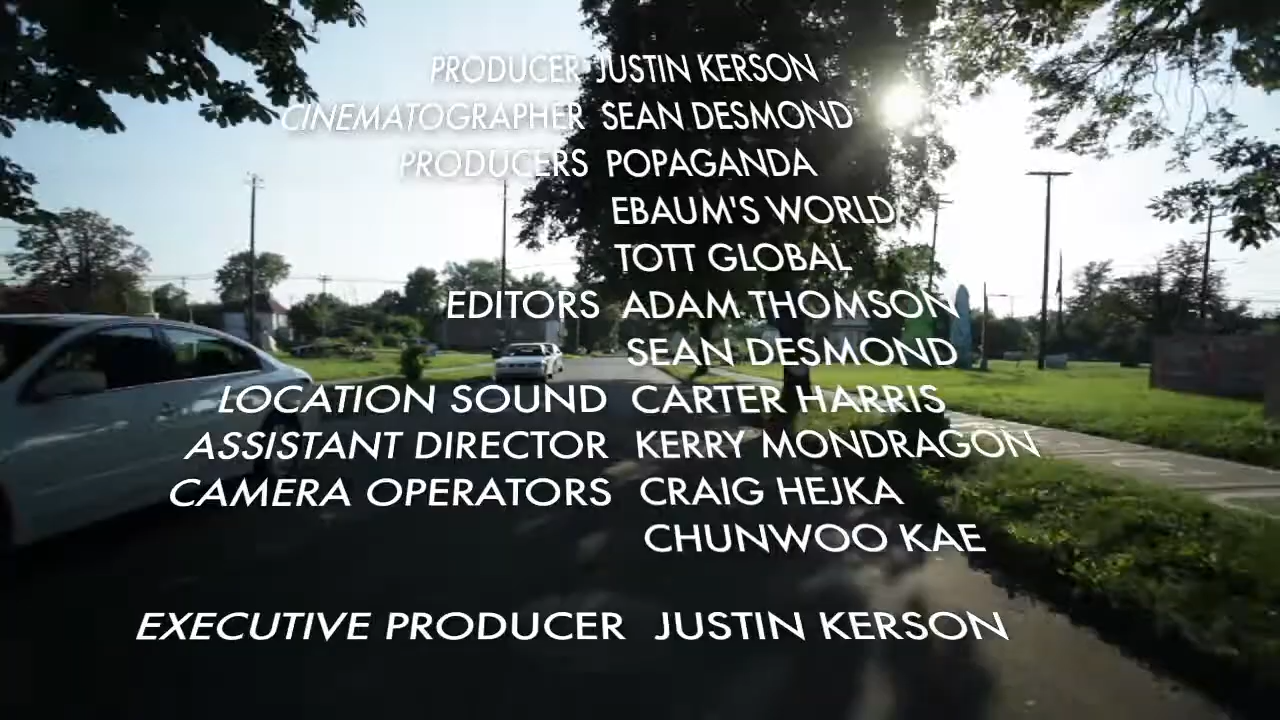 PRODUCER JUSTIN KERSON
CINEMATOGRAPHER SEAN DESMOND
PRODUCERS POPAGANDA
EBAUM'S WORLD
TOTT GLOBAL
EDITORS ADAM THOMSON
SEAN DESMOND
LOCATION SOUND CARTER HARRIS
ASSISTANT DIRECTOR KERRY MONDRAGON
CAMERA OPERATORS CRAIG HEJKA
CHUNWOO KAE
EXECUTIVE PRODUCER JUSTIN KERSON